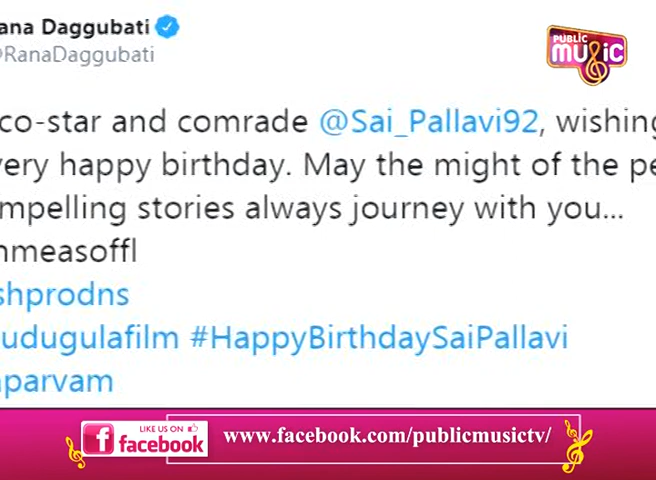 ana Daggubati
@RanaDaggubati
PUBLIC
music
co-star and comrade @Sai_Pallavi92, wishing
very happy birthday. May the might of the pe
mpelling stories always journey with you...
nmeasoffl
shprodns
udugulafilm #HappyBirthdaySaiPallavi
aparvam
LIKE US ON
facebook
www.facebook.com/publicmusictv/